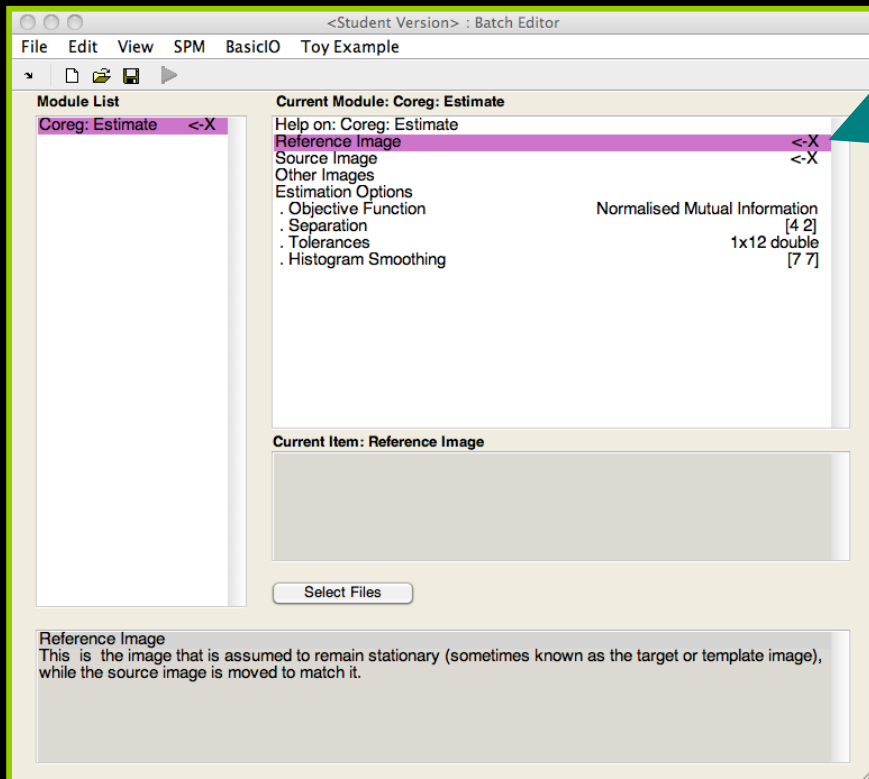 <Student Version> : Batch Editor
File Edit View SPM BasicIO Toy Example
Module List
Coreg: Estimate <-X
Current Module: Coreg: Estimate
Help on: Coreg: Estimate
Reference Image <-X
Source Image <-X
Other Images
Estimation Options
. Objective Function Normalised Mutual Information
. Separation [4 2]
. Tolerances 1x12 double
. Histogram Smoothing [7 7]
Current Item: Reference Image
Select Files
Reference Image
This is the image that is assumed to remain stationary (sometimes known as the target or template image),
while the source image is moved to match it.